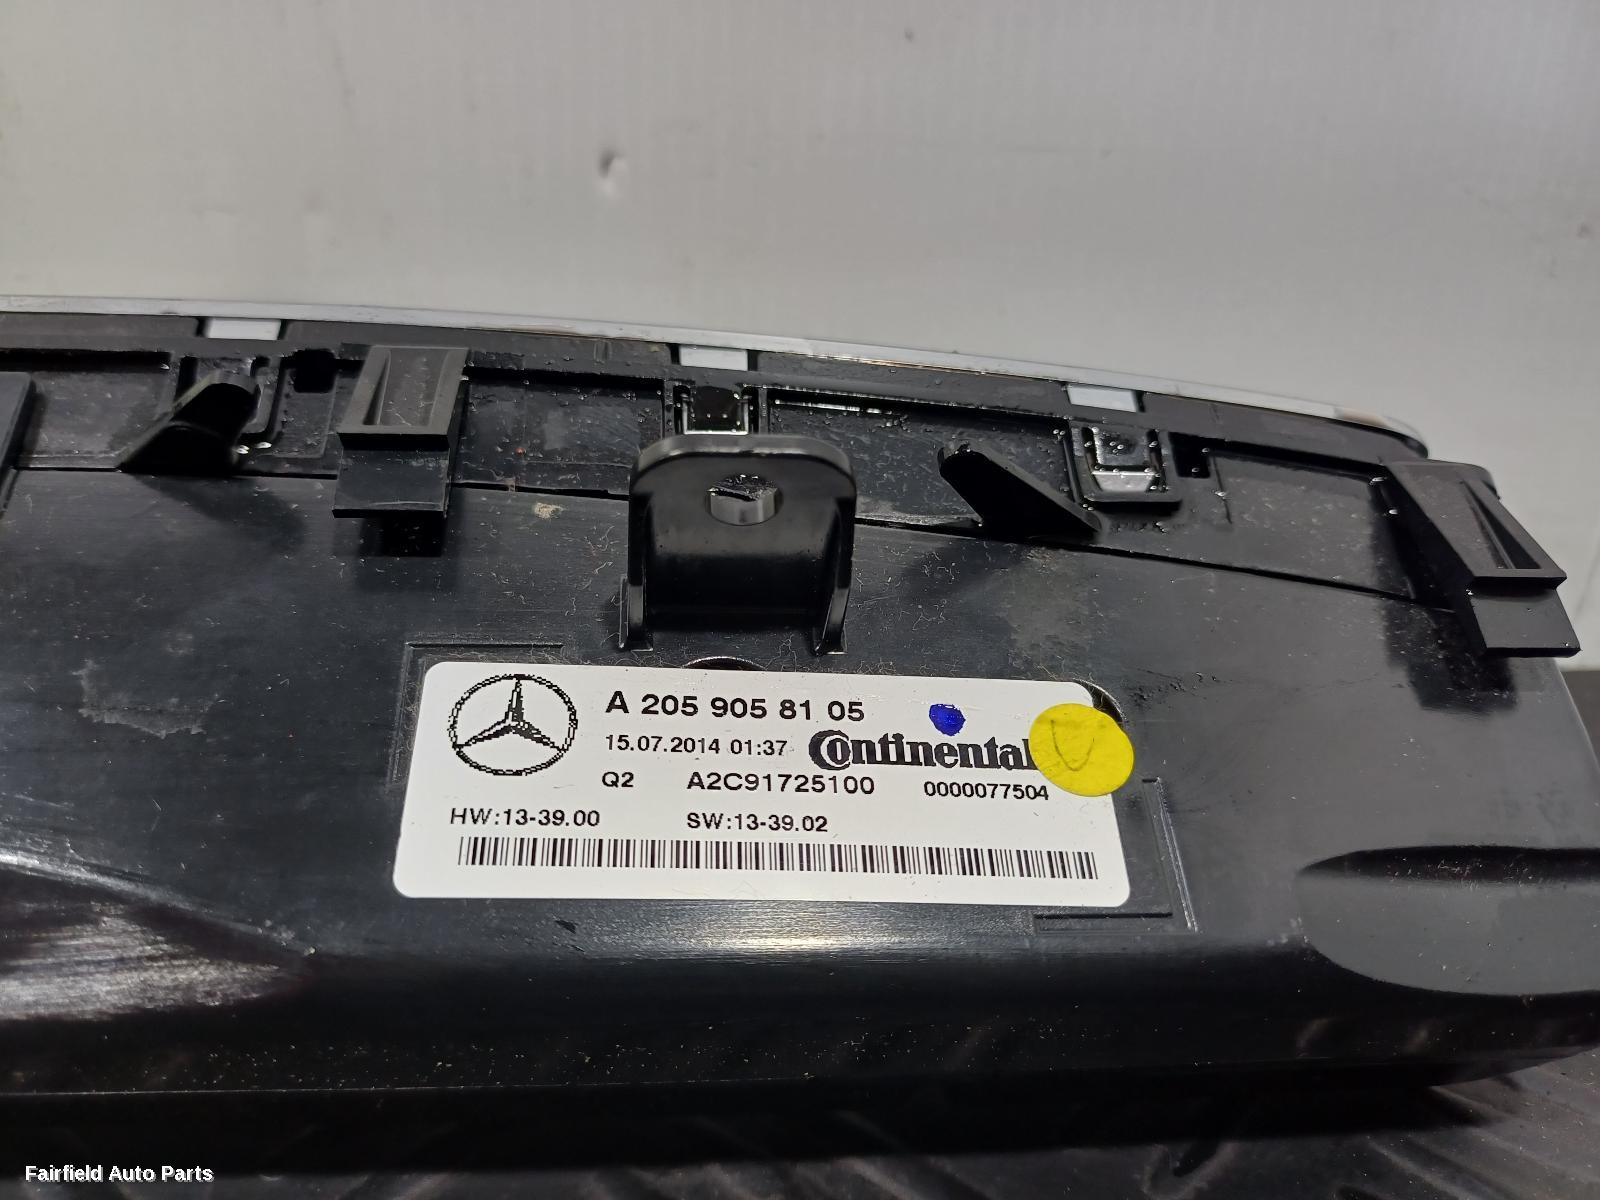 A 205 905 81 05
15.07.2014 01:37 Continental
Q2 A2C91725100 0000077504
HW:13-39.00 SW:13-39.02
Fairfield Auto Parts